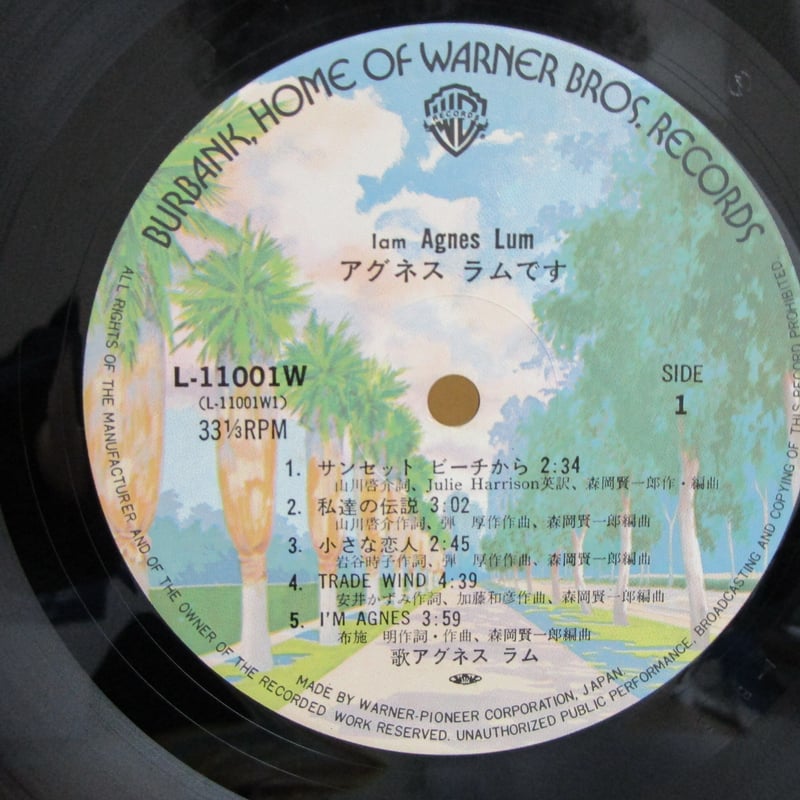 BURBANK, HOME OF WARNER BROS. RECORDS
RECORDS
Iam Agnes Lum
アグネス ラムです
L-11001W
(L-11001W1)
33⅓RPM
SIDE
1
1. サンセット ビーチから 2:34
山川啓介詞、Julie Harrison英訳、森岡賢一郎作・編曲
2. 私達の伝説 3:02
山川啓介作詞、弾 厚作作曲、森岡賢一郎編曲
3. 小さな恋人 2:45
岩谷時子作詞、弾 厚作作曲、森岡賢一郎編曲
4. TRADE WIND 4:39
安井かずみ作詞、加藤和彦作曲、森岡賢一郎編曲
5. I'M AGNES 3:59
布施 明作詞・作曲、森岡賢一郎編曲
歌アグネス ラム
MADE BY WARNER-PIONEER CORPORATION, JAPAN.
ALL RIGHTS OF THE MANUFACTURER AND OF THE OWNER OF THE RECORDED WORK RESERVED. UNAUTHORIZED PUBLIC PERFORMANCE, BROADCASTING AND COPYING OF THIS RECORD PROHIBITED.